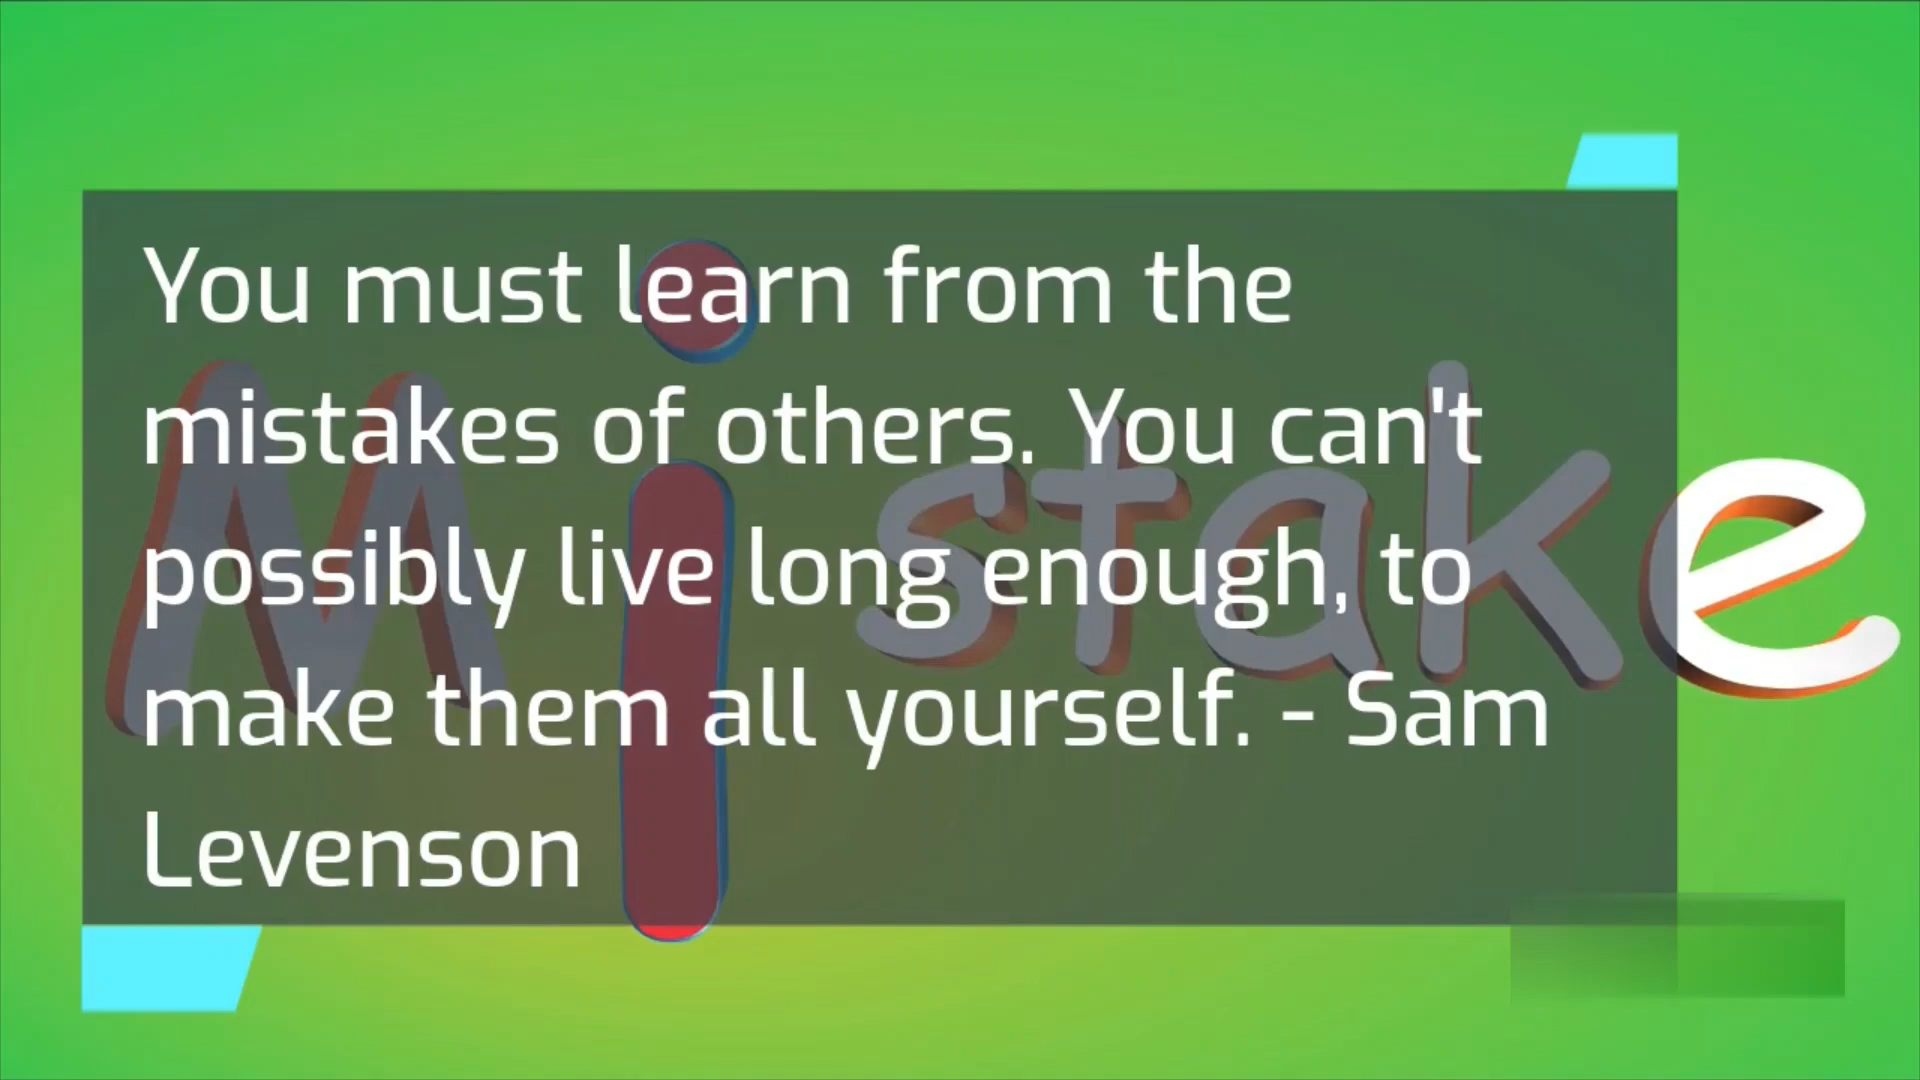 You must learn from the
mistakes of others. You can't
possibly live long enough, to
make them all yourself. - Sam
Levenson
Mistake